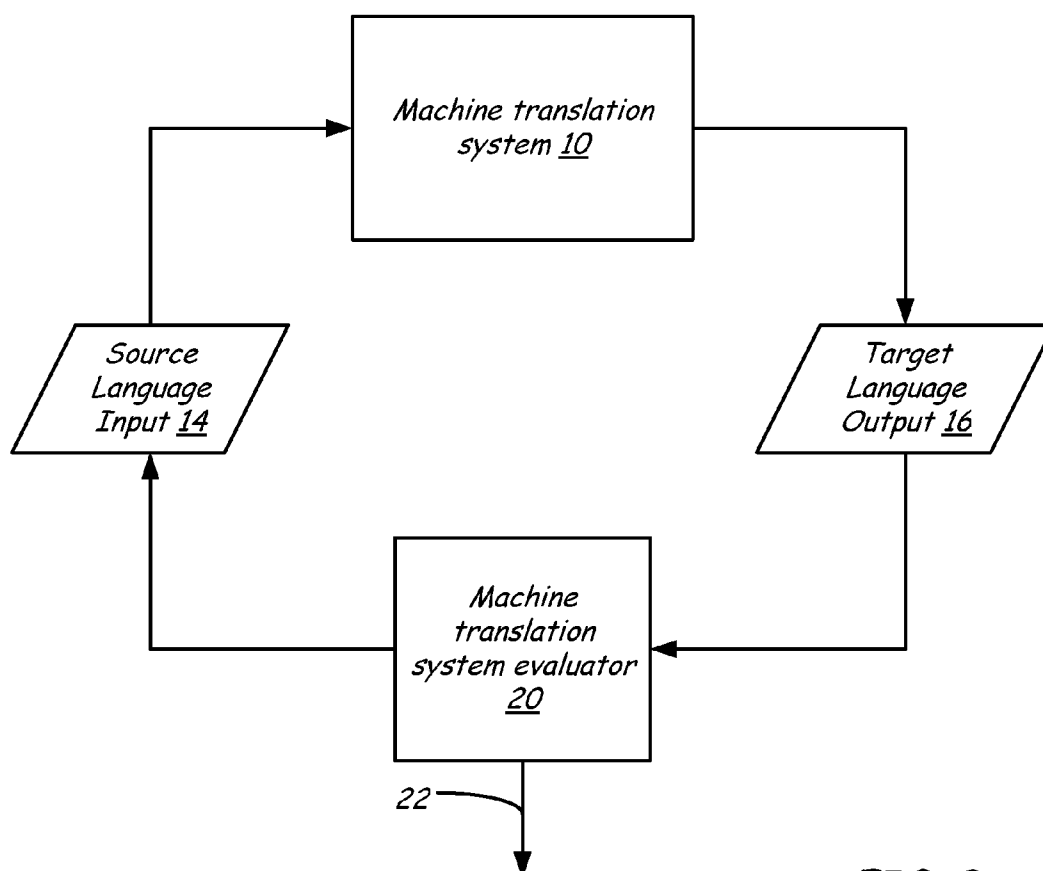 Machine translation
system 10
Source
Language
Input 14
Target
Language
Output 16
Machine
translation
system evaluator
20
22